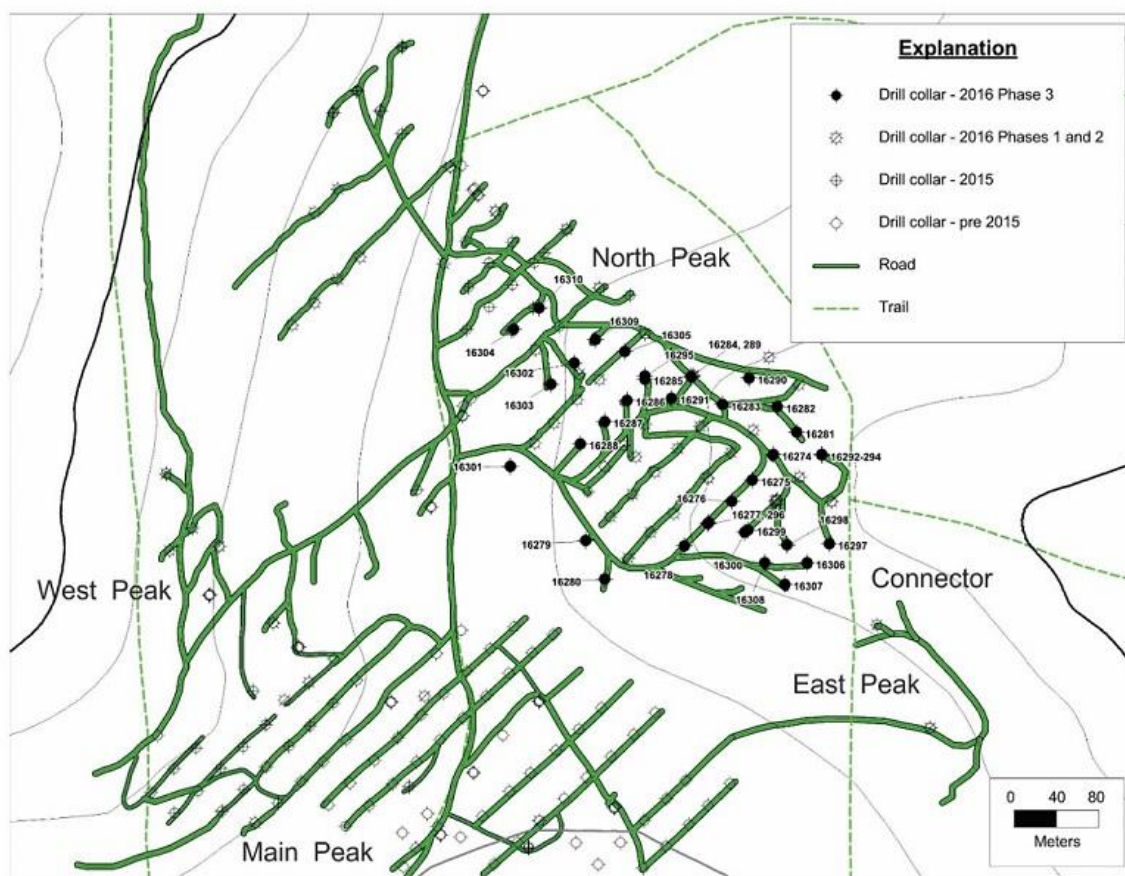 Explanation
Drill collar - 2016 Phase 3
Drill collar - 2016 Phases 1 and 2
Drill collar - 2015
Drill collar - pre 2015
Road
Trail
North Peak
16310
16309
16305
16304
16295
16284, 289
16302
16285
16290
16303
16286
16291
16283
16282
16287
16281
16288
16274
16292-294
16301
16275
16276
16277, 296
16298
16299
16279
16297
16300
16306
16278
16280
16307
16308
Connector
West Peak
East Peak
Main Peak
0 40 80
Meters